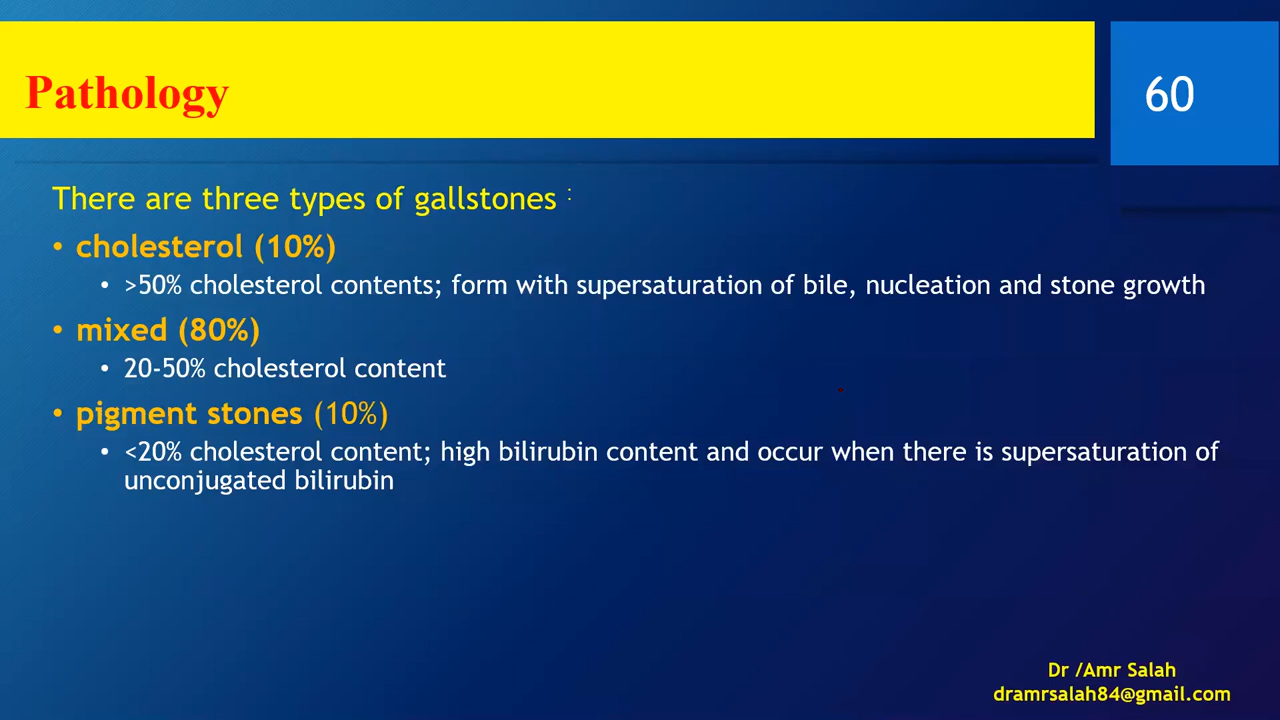 Pathology
60
There are three types of gallstones :
• cholesterol (10%)
• >50% cholesterol contents; form with supersaturation of bile, nucleation and stone growth
• mixed (80%)
• 20-50% cholesterol content
• pigment stones (10%)
• <20% cholesterol content; high bilirubin content and occur when there is supersaturation of
unconjugated bilirubin
Dr /Amr Salah
dramrsalah84@gmail.com